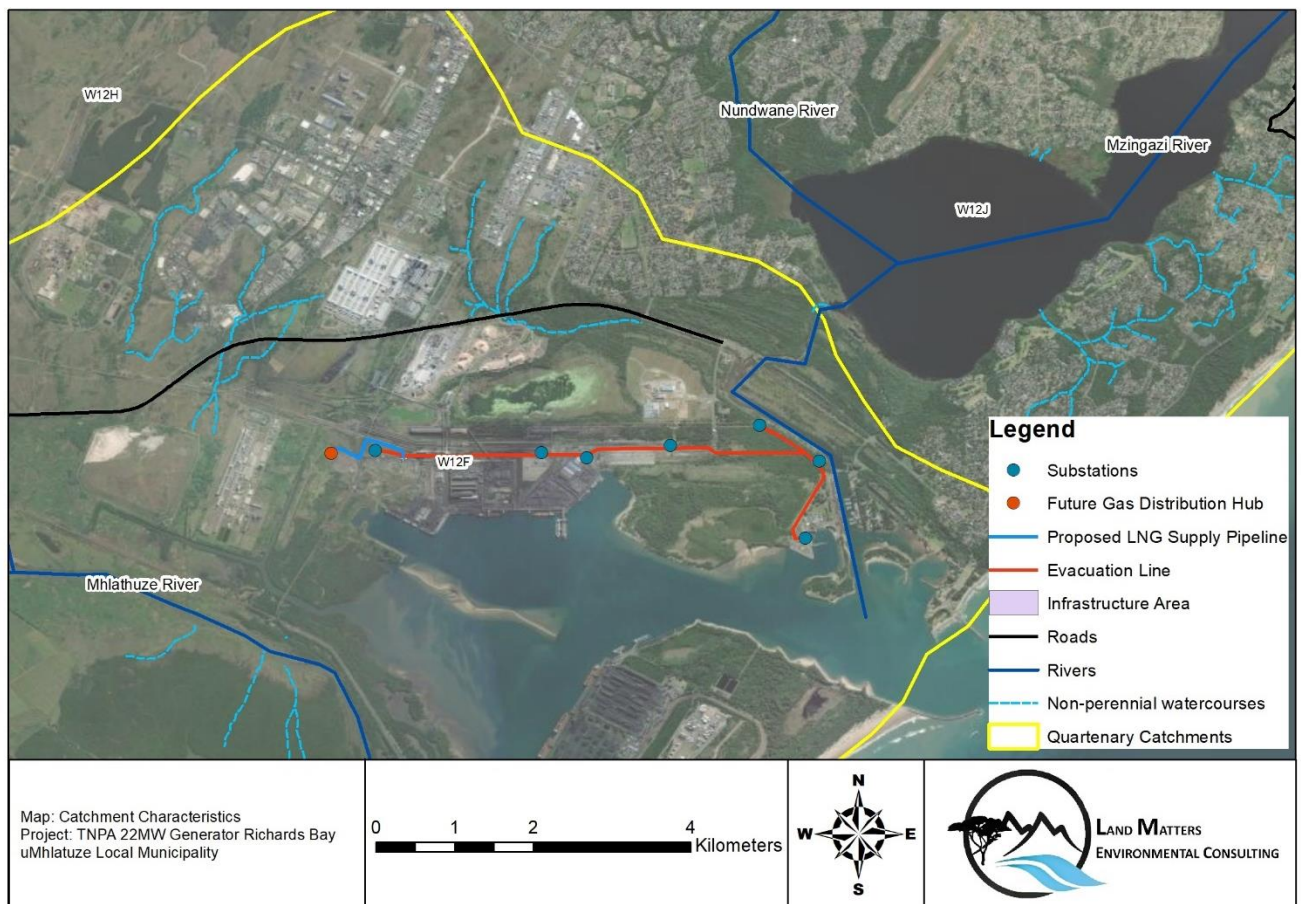 W12H
Nundwane River
Mzingazi River
W12J
W12F
Mhlathuze River
Legend
Substations
Future Gas Distribution Hub
Proposed LNG Supply Pipeline
Evacuation Line
Infrastructure Area
Roads
Rivers
Non-perennial watercourses
Quartenary Catchments
Map: Catchment Characteristics
Project: TNPA 22MW Generator Richards Bay
uMhlatuze Local Municipality
0 1 2 4
Kilometers
N
W E
S
LAND MATTERS
ENVIRONMENTAL CONSULTING